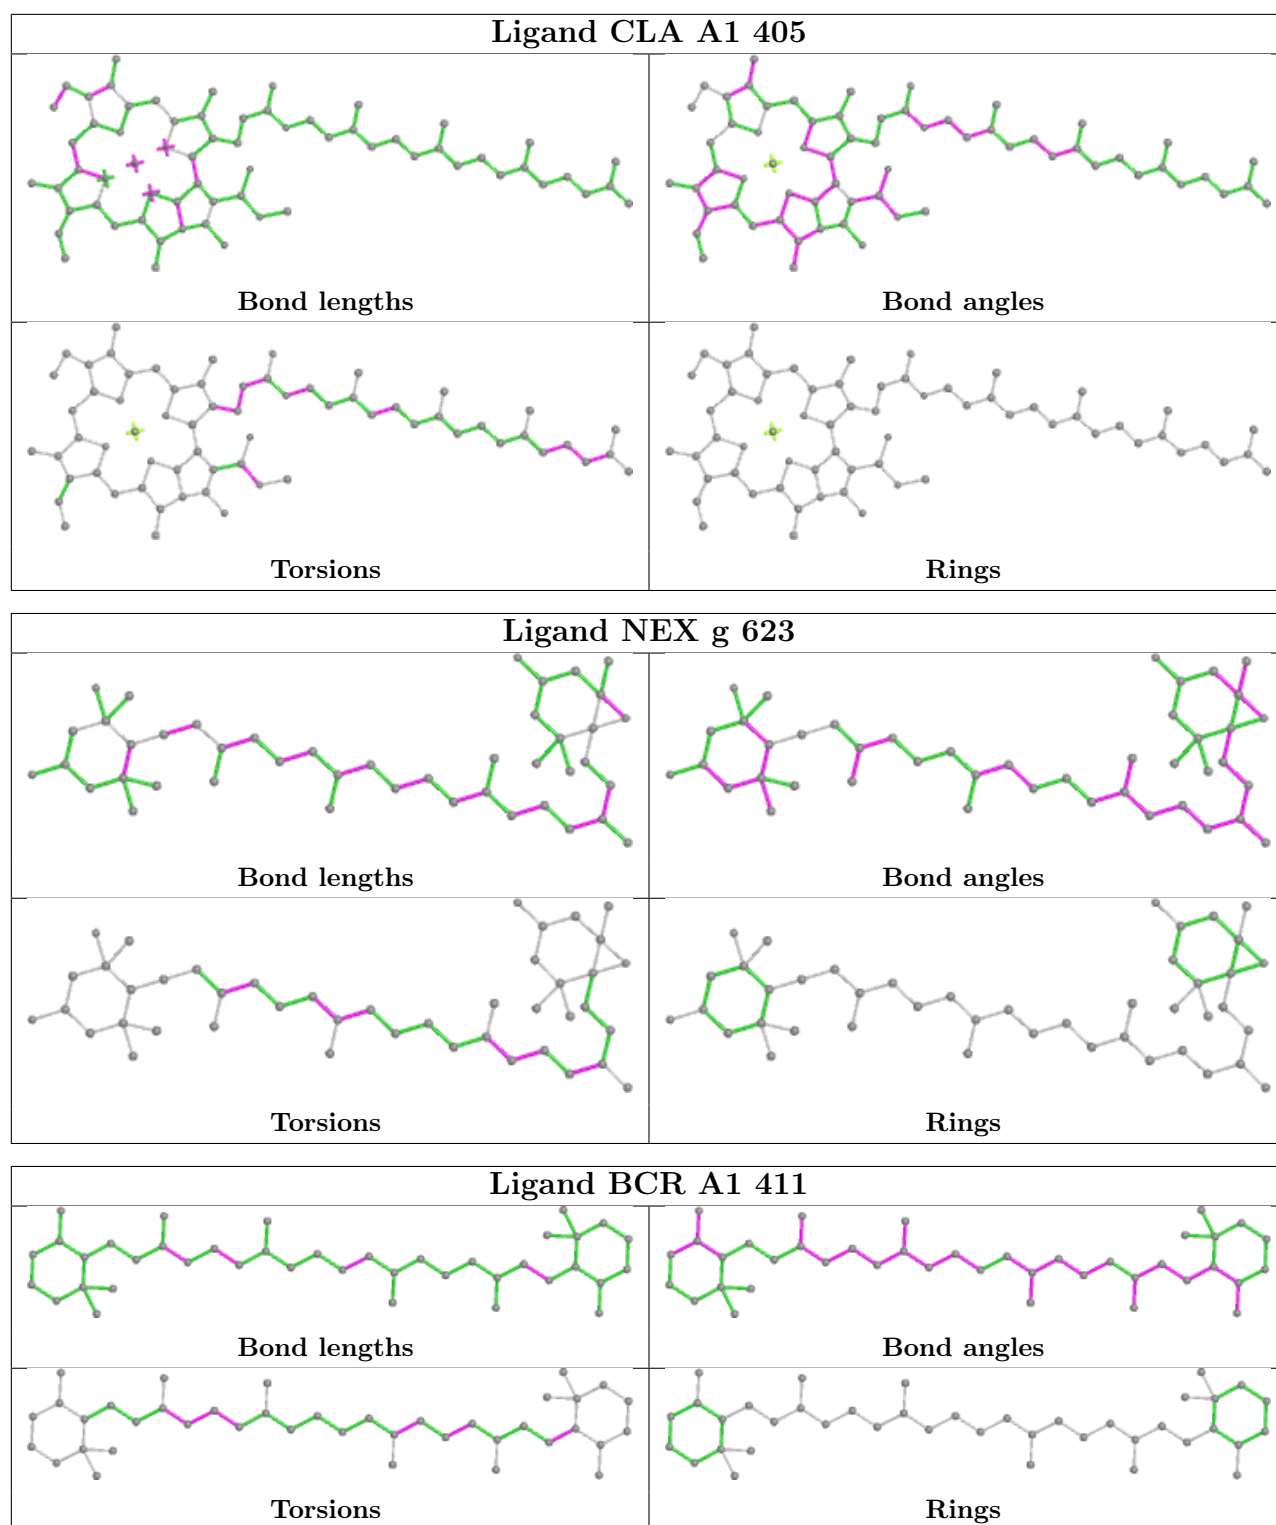 Ligand CLA A1 405
Bond lengths
Bond angles
Torsions
Rings
Ligand NEX g 623
Bond lengths
Bond angles
Torsions
Rings
Ligand BCR A1 411
Bond lengths
Bond angles
Torsions
Rings